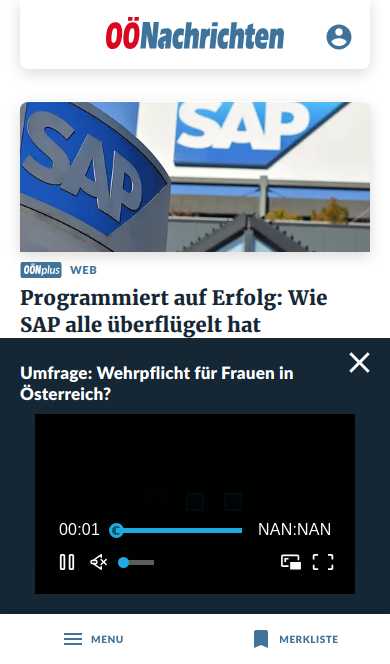 OÖNachrichten
SAP
SAP
OÖNplus WEB
Programmiert auf Erfolg: Wie
SAP alle überflügelt hat
Umfrage: Wehrpflicht für Frauen in
Österreich?
00:01 NAN:NAN
MENU MERKLISTE